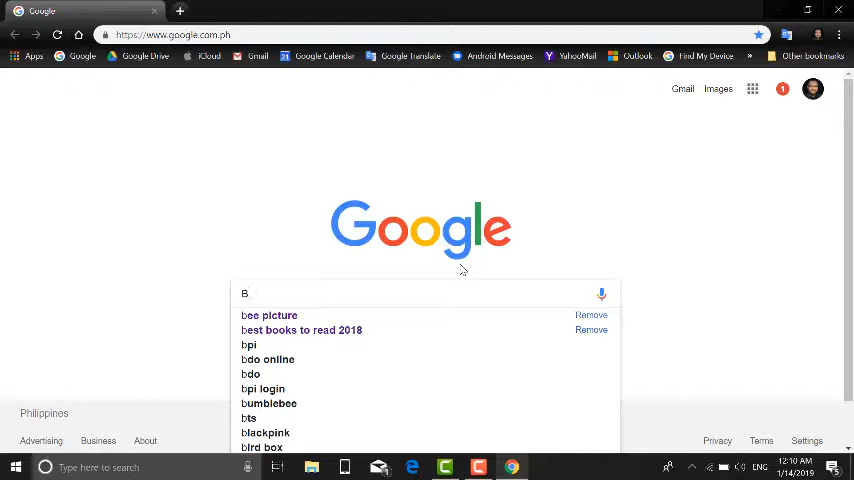 Google
https://www.google.com.ph
Apps Google Google Drive iCloud Gmail 21 Google Calendar Google Translate Android Messages YahooMail Outlook Find My Device » Other bookmarks
Gmail Images 1
Google
B
bee picture Remove
best books to read 2018 Remove
bpi
bdo online
bdo
bpi login
bumblebee
bts
blackpink
bird box
Philippines
Advertising Business About Privacy Terms Settings
Type here to search ENG 12:10 AM
1/14/2019 5